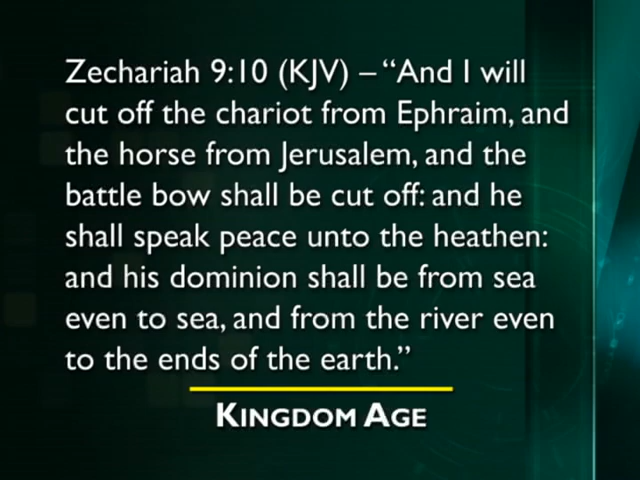 Zechariah 9:10 (KJV) – “And I will
cut off the chariot from Ephraim, and
the horse from Jerusalem, and the
battle bow shall be cut off: and he
shall speak peace unto the heathen:
and his dominion shall be from sea
even to sea, and from the river even
to the ends of the earth.”
KINGDOM AGE